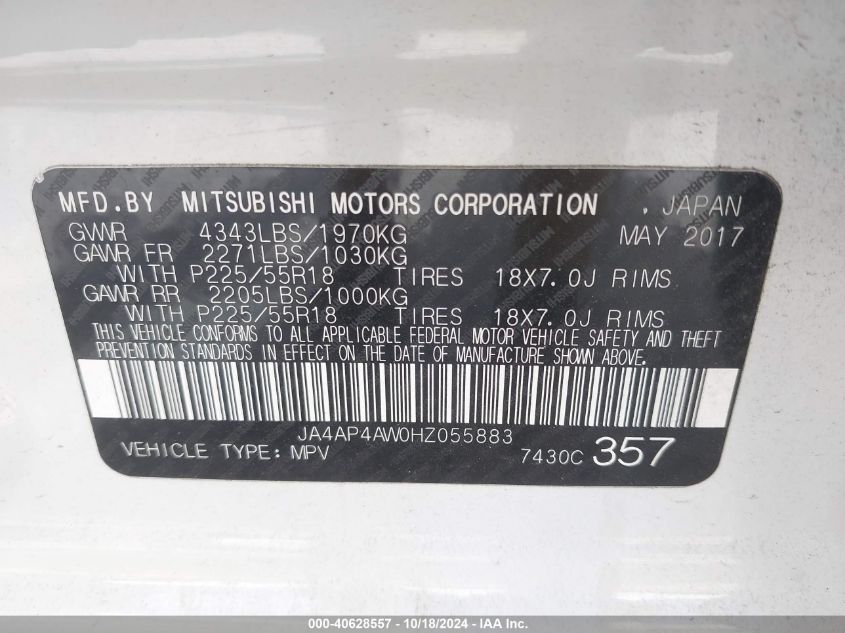 MFD.BY MITSUBISHI MOTORS CORPORATION , JAPAN
GVWR 4343LBS/1970KG MAY 2017
GAWR FR 2271LBS/1030KG
WITH P225/55R18 TIRES 18X7.0J RIMS
GAWR RR 2205LBS/1000KG
WITH P225/55R18 TIRES 18X7.0J RIMS
THIS VEHICLE CONFORMS TO ALL APPLICABLE FEDERAL MOTOR VEHICLE SAFETY AND THEFT
PREVENTION STANDARDS IN EFFECT ON THE DATE OF MANUFACTURE SHOWN ABOVE.
JA4AP4AW0HZ055883
VEHICLE TYPE: MPV 7430C 357
000-40628557 - 10/18/2024 - IAA Inc.